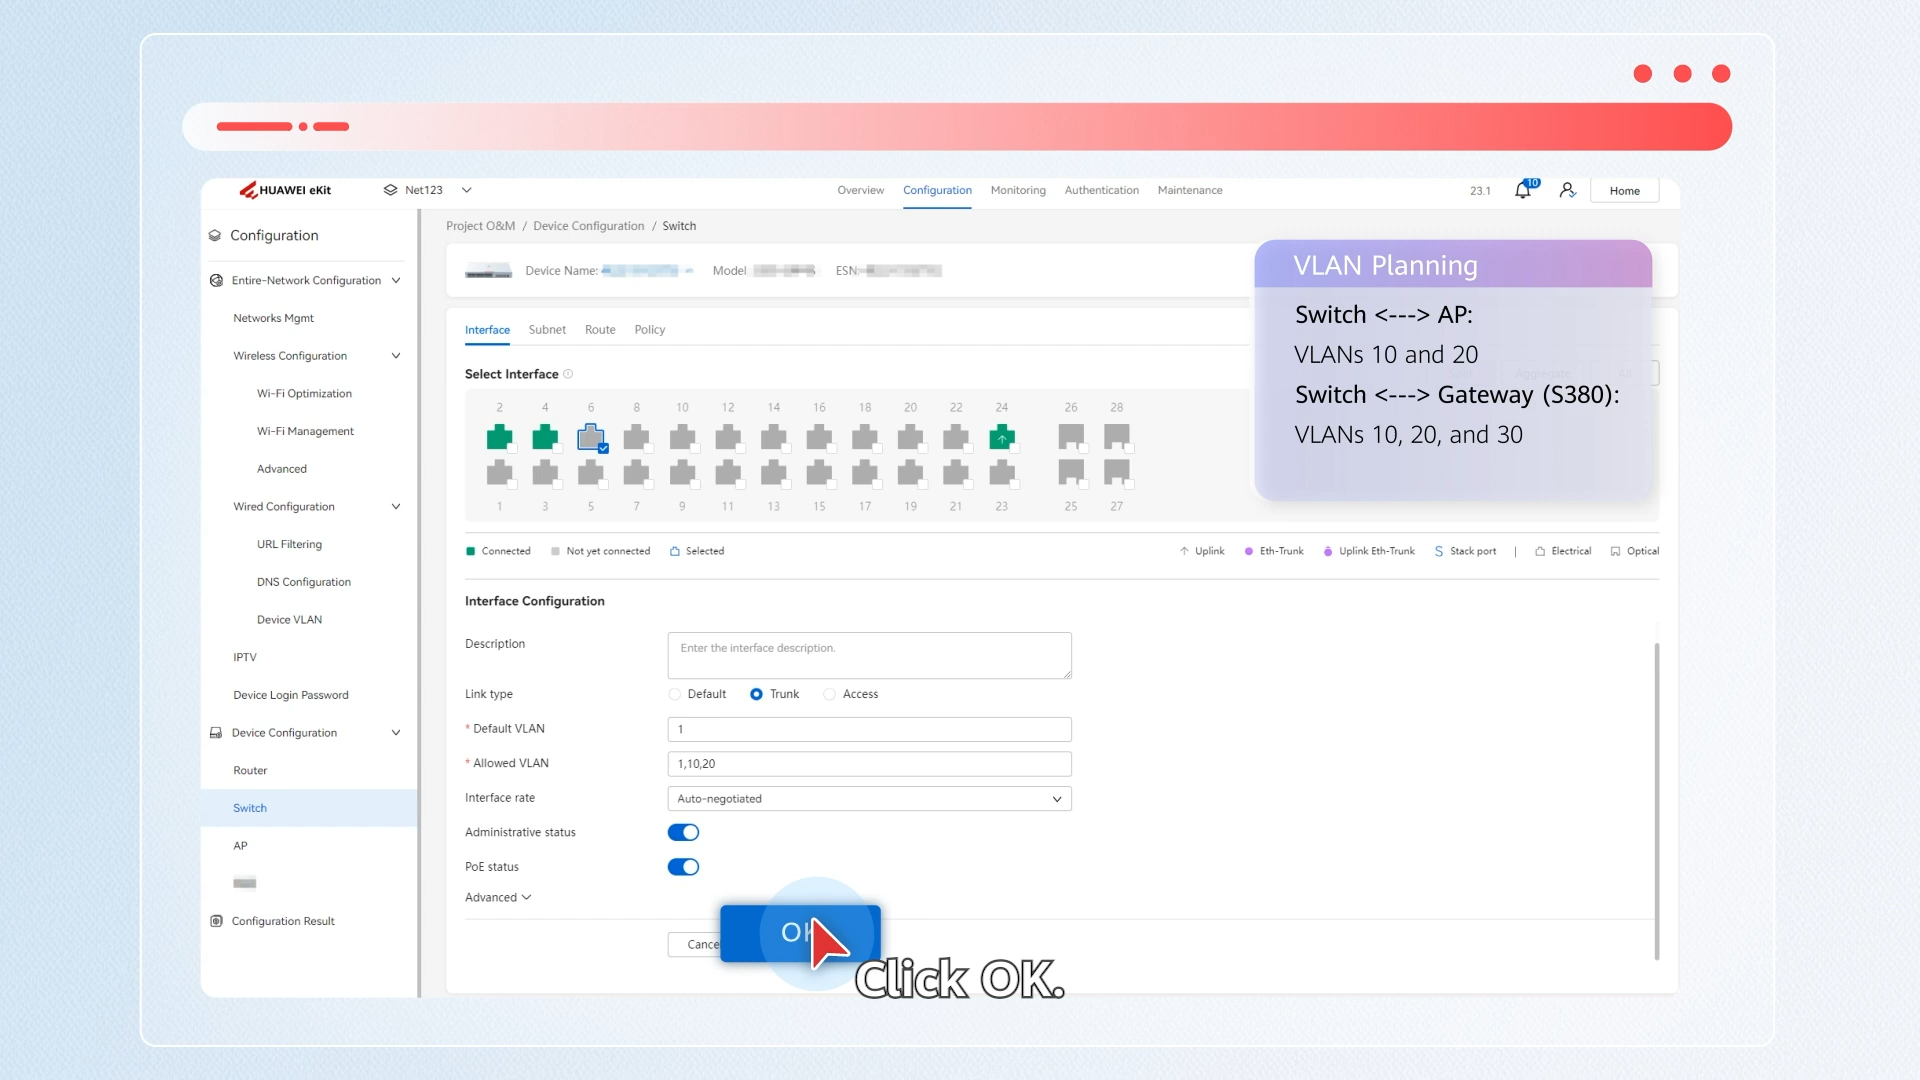 HUAWEI eKit
Net123
Overview
Configuration
Monitoring
Authentication
Maintenance
23.1
10
Home
Configuration
Entire-Network Configuration
Networks Mgmt
Wireless Configuration
Wi-Fi Optimization
Wi-Fi Management
Advanced
Wired Configuration
URL Filtering
DNS Configuration
Device VLAN
IPTV
Device Login Password
Device Configuration
Router
Switch
AP
Configuration Result
Project O&M / Device Configuration / Switch
Device Name:
Model
ESN:
Interface
Subnet
Route
Policy
VLAN Planning
Switch <---> AP:
VLANs 10 and 20
Switch <---> Gateway (S380):
VLANs 10, 20, and 30
Select Interface
Aggregate
All
2 4 6 8 10 12 14 16 18 20 22 24 26 28
1 3 5 7 9 11 13 15 17 19 21 23 25 27
Connected
Not yet connected
Selected
Uplink
Eth-Trunk
Uplink Eth-Trunk
S Stack port
|
Electrical
Optical
Interface Configuration
Description
Enter the interface description.
Link type
Default
Trunk
Access
* Default VLAN
1
* Allowed VLAN
1,10,20
Interface rate
Auto-negotiated
Administrative status
PoE status
Advanced
Cancel
OK
Click OK.